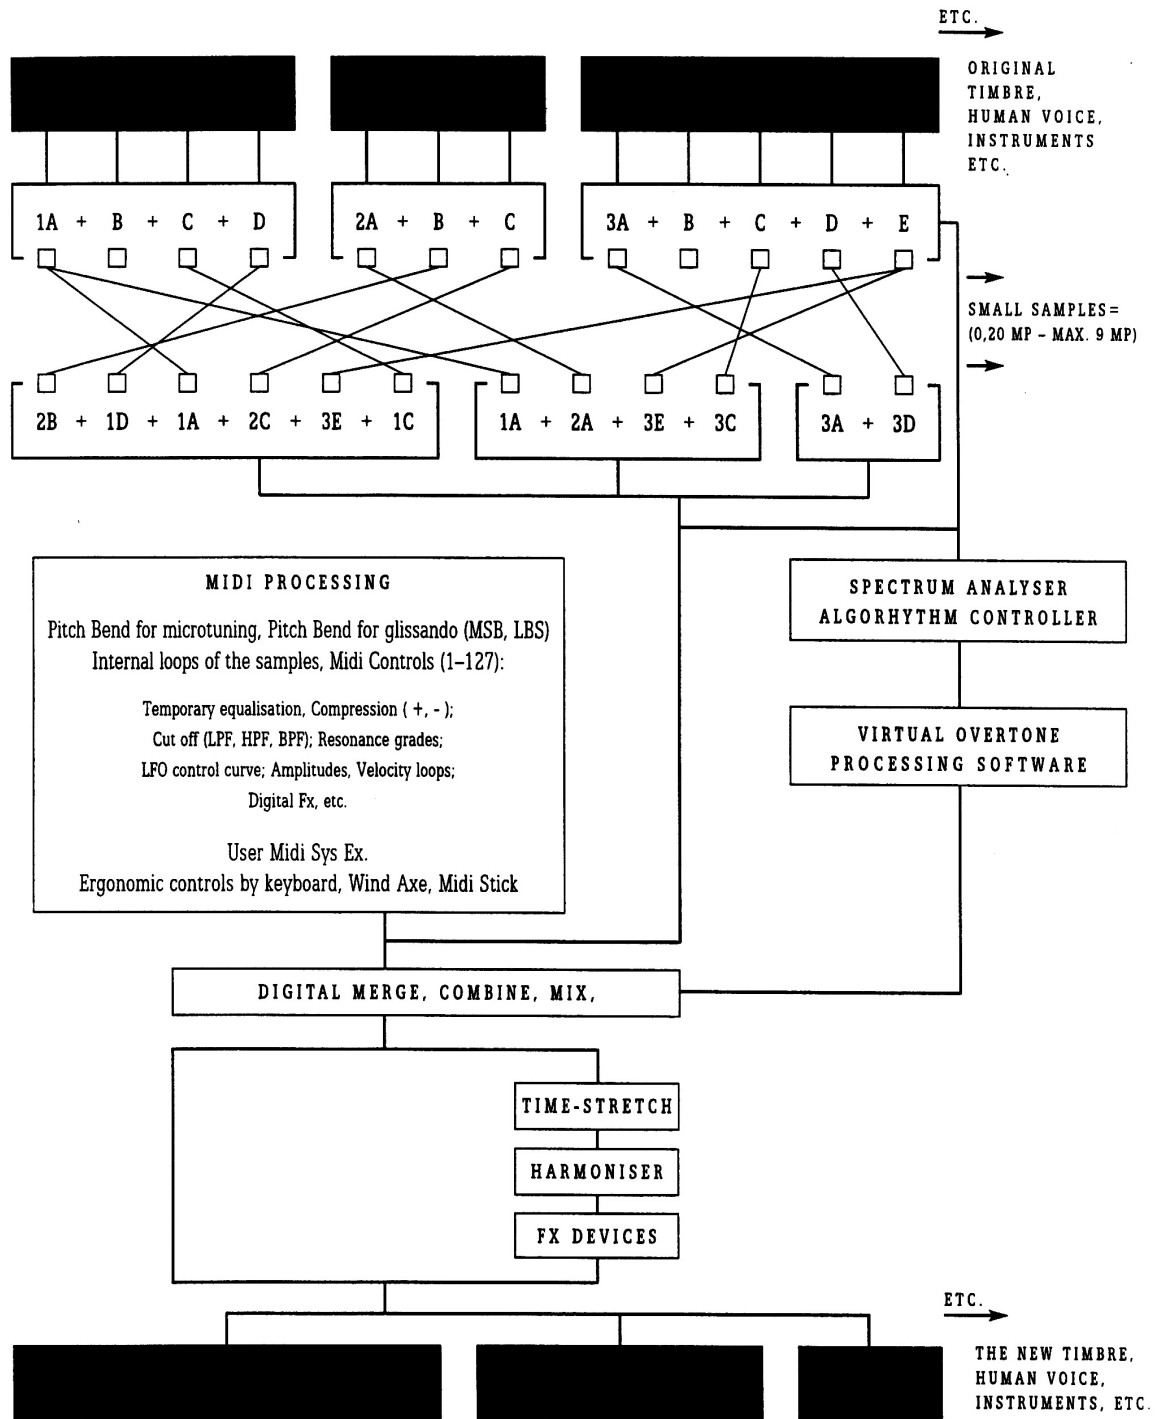 ETC.
ORIGINAL
TIMBRE,
HUMAN VOICE,
INSTRUMENTS
ETC.
1A + B + C + D
2A + B + C
3A + B + C + D + E
SMALL SAMPLES=
(0,20 MP – MAX. 9 MP)
2B + 1D + 1A + 2C + 3E + 1C
1A + 2A + 3E + 3C
3A + 3D
MIDI PROCESSING
Pitch Bend for microtuning, Pitch Bend for glissando (MSB, LBS)
Internal loops of the samples, Midi Controls (1–127):
Temporary equalisation, Compression ( +, - );
Cut off (LPF, HPF, BPF); Resonance grades;
LFO control curve; Amplitudes, Velocity loops;
Digital Fx, etc.
User Midi Sys Ex.
Ergonomic controls by keyboard, Wind Axe, Midi Stick
SPECTRUM ANALYSER
ALGORHYTHM CONTROLLER
VIRTUAL OVERTONE
PROCESSING SOFTWARE
DIGITAL MERGE, COMBINE, MIX,
TIME-STRETCH
HARMONISER
FX DEVICES
ETC.
THE NEW TIMBRE,
HUMAN VOICE,
INSTRUMENTS, ETC.